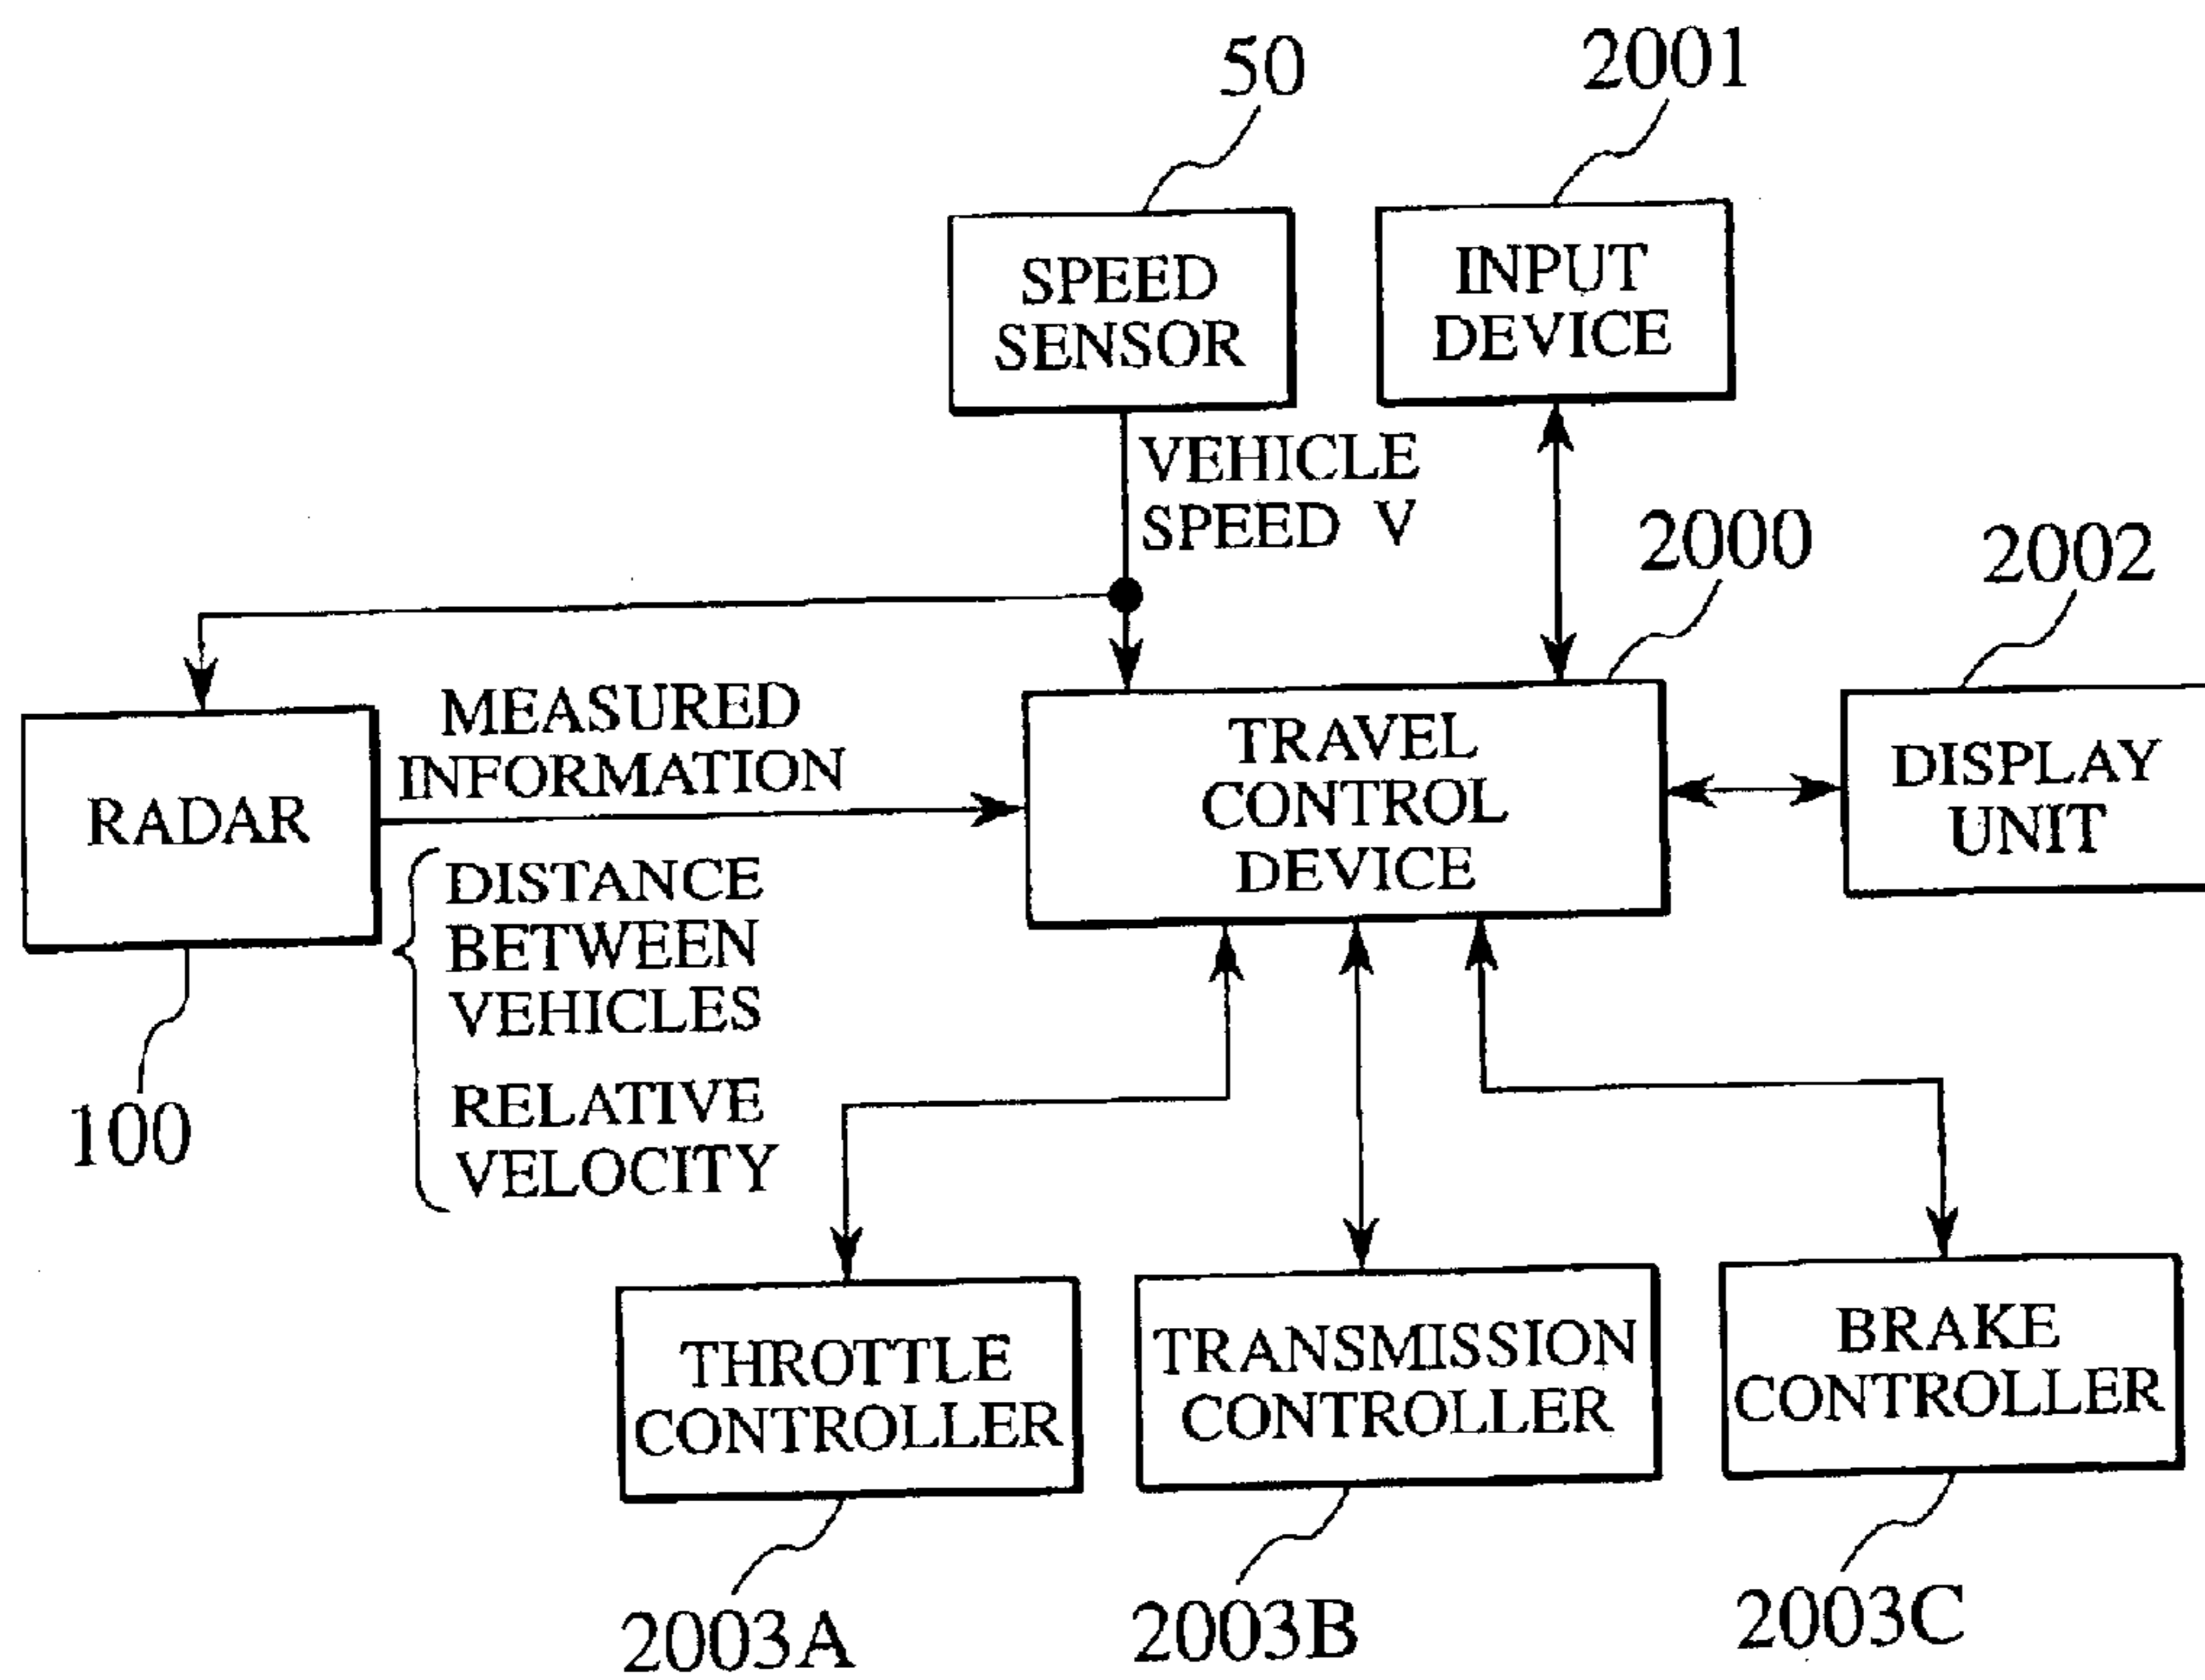 50
2001
SPEED
SENSOR
INPUT
DEVICE
VEHICLE
SPEED V
2000
2002
MEASURED
INFORMATION
RADAR
TRAVEL
CONTROL
DEVICE
DISPLAY
UNIT
DISTANCE
BETWEEN
VEHICLES
RELATIVE
VELOCITY
100
THROTTLE
CONTROLLER
TRANSMISSION
CONTROLLER
BRAKE
CONTROLLER
2003A
2003B
2003C